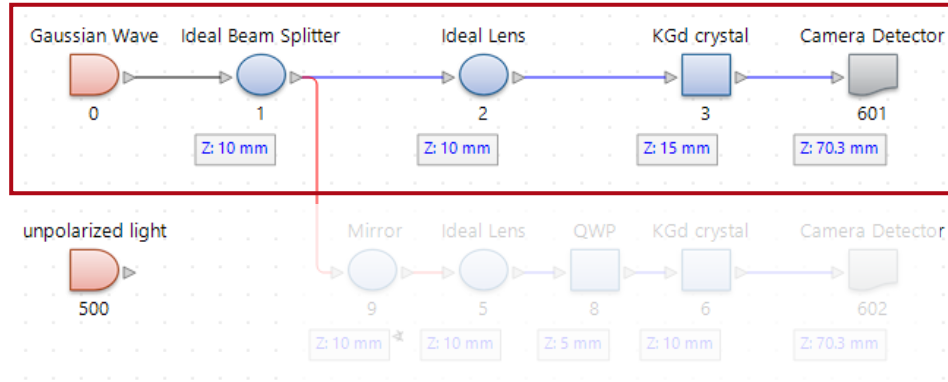 Gaussian Wave Ideal Beam Splitter Ideal Lens KGd crystal Camera Detector
0 1 2 3 601
Z: 10 mm Z: 10 mm Z: 15 mm Z: 70.3 mm
unpolarized light Mirror Ideal Lens QWP KGd crystal Camera Detector
500 9 5 8 6 602
Z: 10 mm Z: 10 mm Z: 5 mm Z: 10 mm Z: 70.3 mm